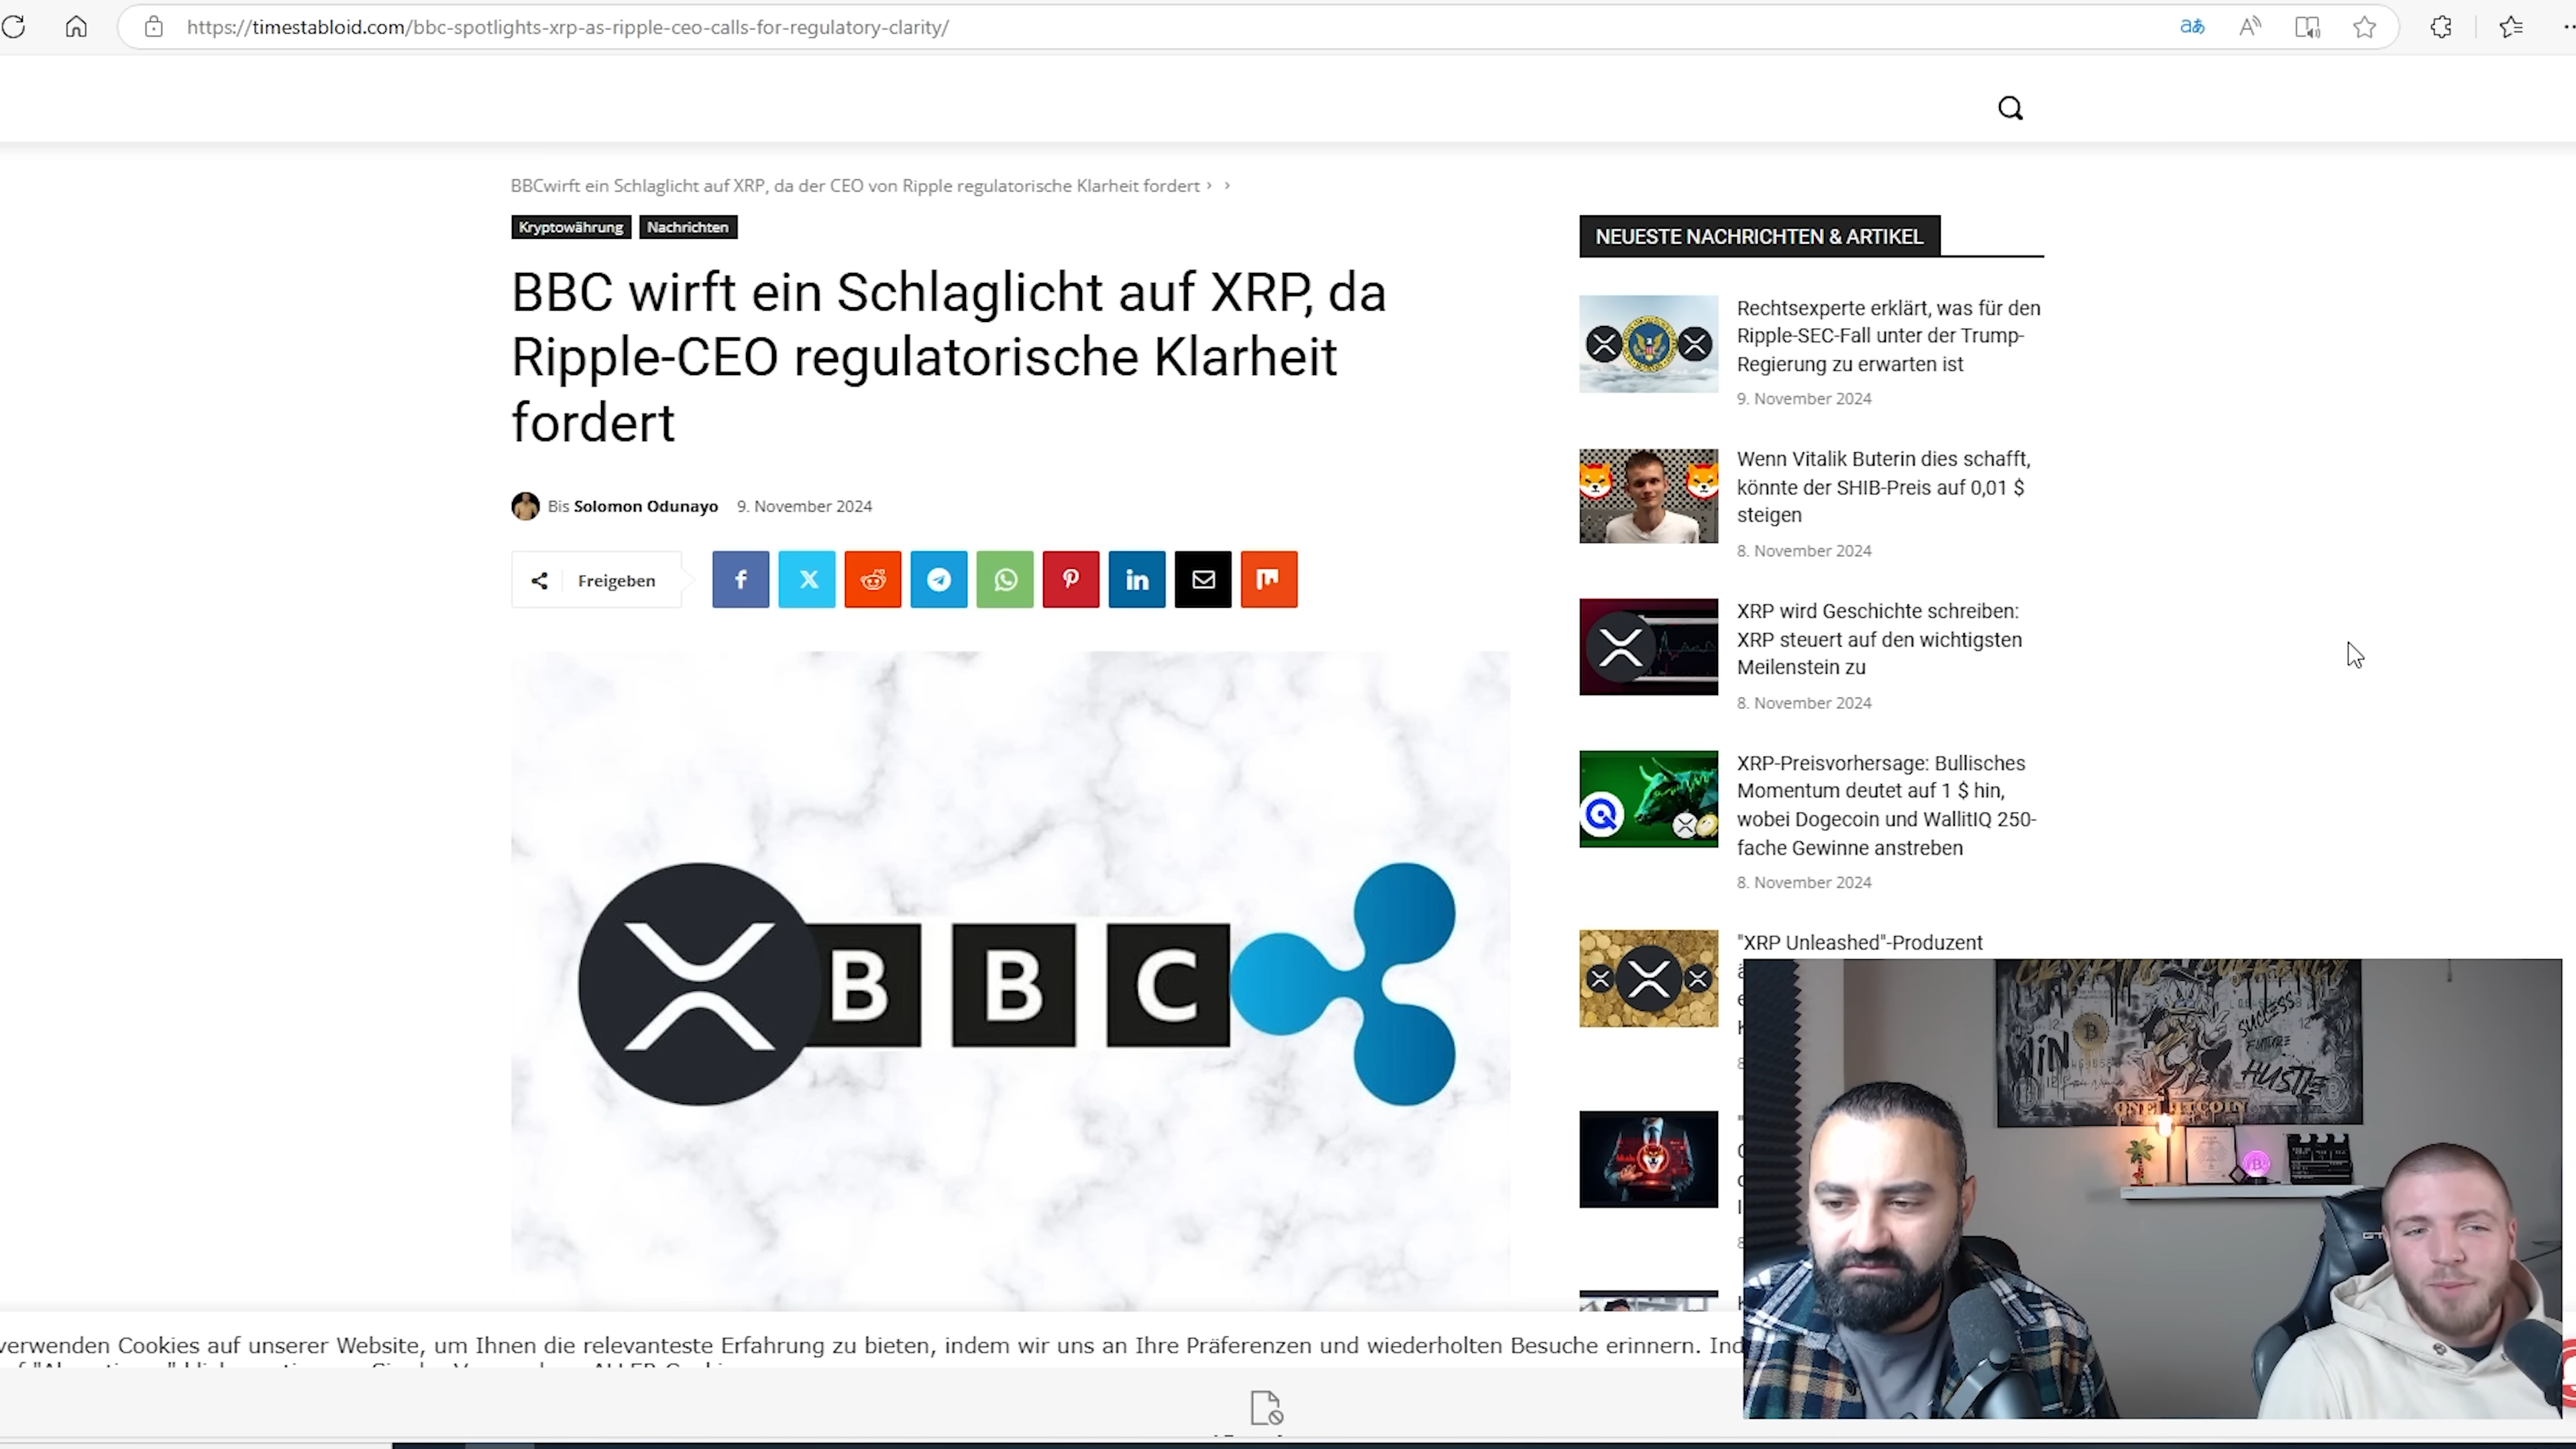 https://timestabloid.com/bbc-spotlights-xrp-as-ripple-ceo-calls-for-regulatory-clarity/
BBCwirft ein Schlaglicht auf XRP, da der CEO von Ripple regulatorische Klarheit fordert
Kryptowährung Nachrichten
BBC wirft ein Schlaglicht auf XRP, da
Ripple-CEO regulatorische Klarheit
fordert
Bis Solomon Odunayo 9. November 2024
Freigeben
B B C
NEUESTE NACHRICHTEN & ARTIKEL
Rechtsexperte erklärt, was für den
Ripple-SEC-Fall unter der Trump-
Regierung zu erwarten ist
9. November 2024
Wenn Vitalik Buterin dies schafft,
könnte der SHIB-Preis auf 0,01 $
steigen
8. November 2024
XRP wird Geschichte schreiben:
XRP steuert auf den wichtigsten
Meilenstein zu
8. November 2024
XRP-Preisvorhersage: Bullisches
Momentum deutet auf 1 $ hin,
wobei Dogecoin und WallitIQ 250-
fache Gewinne anstreben
8. November 2024
"XRP Unleashed"-Produzent
WIN
SUCCESS
FUTURE
HUSTLE
ONE BITCOIN
verwenden Cookies auf unserer Website, um Ihnen die relevanteste Erfahrung zu bieten, indem wir uns an Ihre Präferenzen und wiederholten Besuche erinnern.